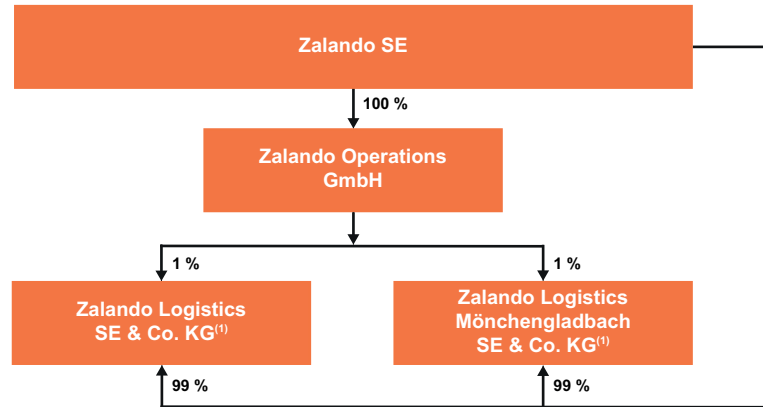 Zalando SE
100 %
Zalando Operations
GmbH
1 %
1 %
Zalando Logistics
SE & Co. KG(1)
Zalando Logistics
Mönchengladbach
SE & Co. KG(1)
99 %
99 %